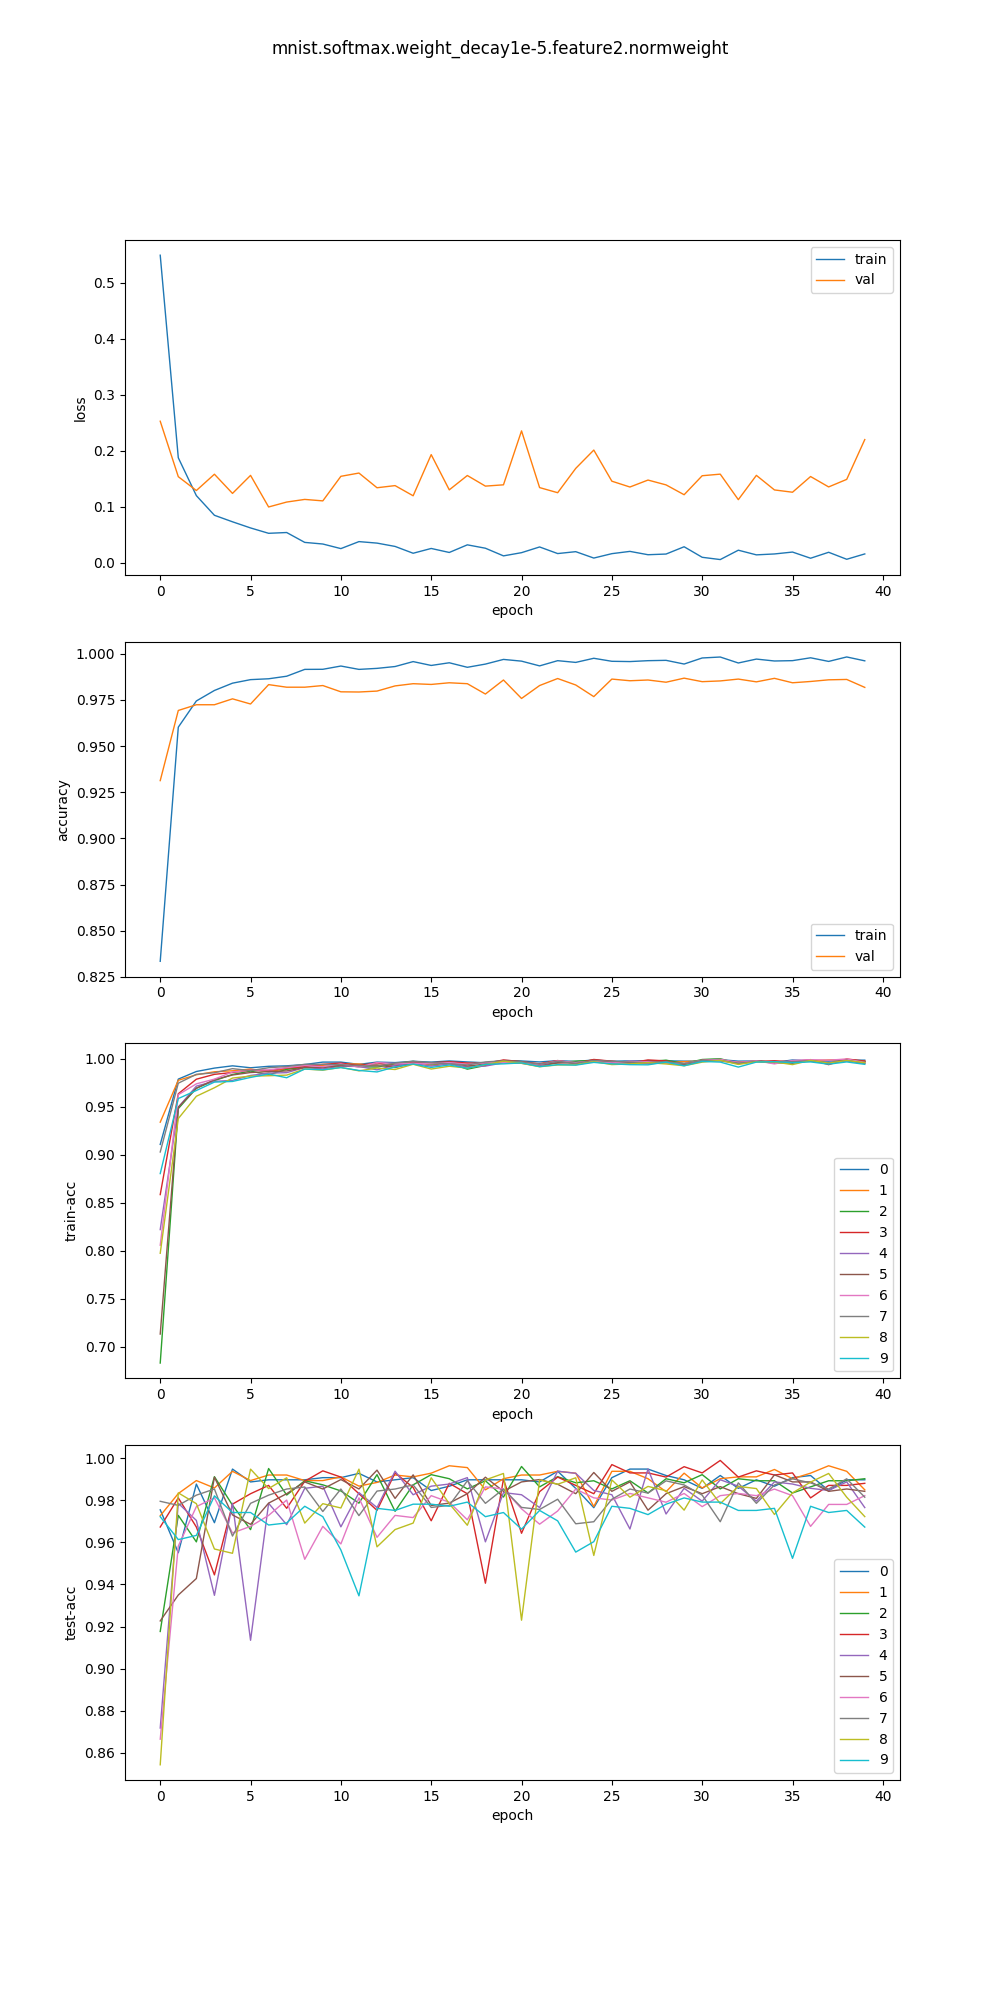 mnist.softmax.weight_decay1e-5.feature2.normweight
train
val
0.5
0.4
0.3
0.2
0.1
0.0
loss
0 5 10 15 20 25 30 35 40
epoch
1.000
0.975
0.950
0.925
0.900
0.875
0.850
0.825
accuracy
train
val
0 5 10 15 20 25 30 35 40
epoch
1.00
0.95
0.90
0.85
0.80
0.75
0.70
train-acc
0
1
2
3
4
5
6
7
8
9
0 5 10 15 20 25 30 35 40
epoch
1.00
0.98
0.96
0.94
0.92
0.90
0.88
0.86
test-acc
0
1
2
3
4
5
6
7
8
9
0 5 10 15 20 25 30 35 40
epoch